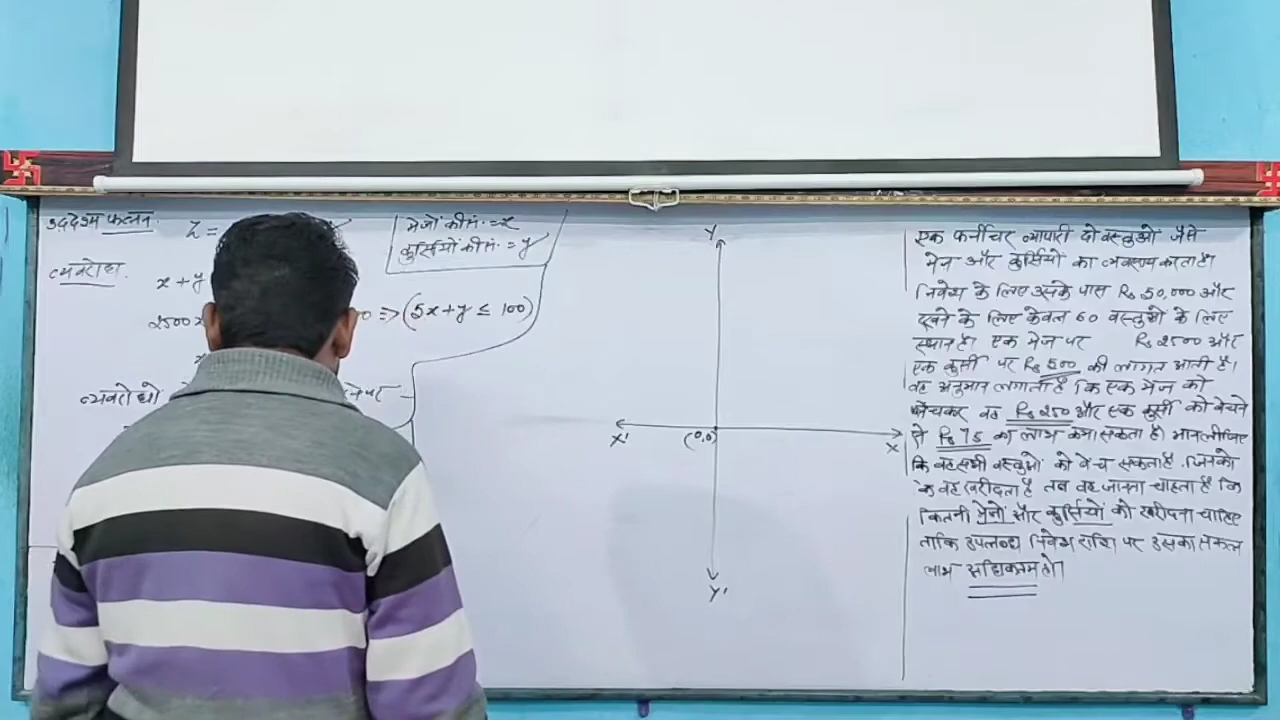 उद्देश्य फलन.
Z =
मेजों की सं. = x
कुर्सियों की सं. = y
व्यवरोध.
x + y
2500x
0 => (5x + y ≤ 100)
x
व्यवरोधो
Y
X'
(0,0)
X
Y'
एक फर्नीचर व्यापारी दो वस्तुओं जैसे
मेज और कुर्सियों का व्यवसाय करता है।
निवेश के लिए उसके पास Rs 50,000 और
रखने के लिए केवल 60 वस्तुओं के लिए
स्थान है। एक मेज पर Rs 2500 और
एक कुर्सी पर Rs 500 की लागत आती है।
वह अनुमान लगाता है कि एक मेज को
बेचकर वह Rs 250 और एक कुर्सी को बेचने
से Rs 75 का लाभ कमा सकता है। मान लीजिए
कि वह सभी वस्तुओं को बेच सकता है जिनको
कि वह खरीदता है तब वह जानना चाहता है कि
कितनी मेजों और कुर्सियों को खरीदना चाहिए
ताकि उपलब्ध निवेश राशि पर उसका सकल
लाभ अधिकतम हो।